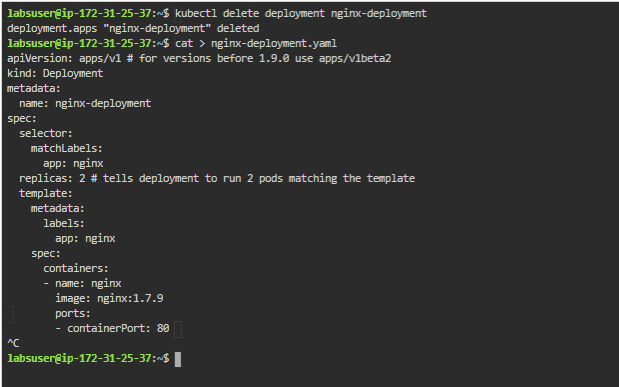 labsuser@ip-172-31-25-37:~$ kubectl delete deployment nginx-deployment
deployment.apps "nginx-deployment" deleted
labsuser@ip-172-31-25-37:~$ cat > nginx-deployment.yaml
apiVersion: apps/v1 # for versions before 1.9.0 use apps/v1beta2
kind: Deployment
metadata:
  name: nginx-deployment
spec:
  selector:
    matchLabels:
      app: nginx
  replicas: 2 # tells deployment to run 2 pods matching the template
  template:
    metadata:
      labels:
        app: nginx
    spec:
      containers:
      - name: nginx
        image: nginx:1.7.9
        ports:
        - containerPort: 80
^C
labsuser@ip-172-31-25-37:~$